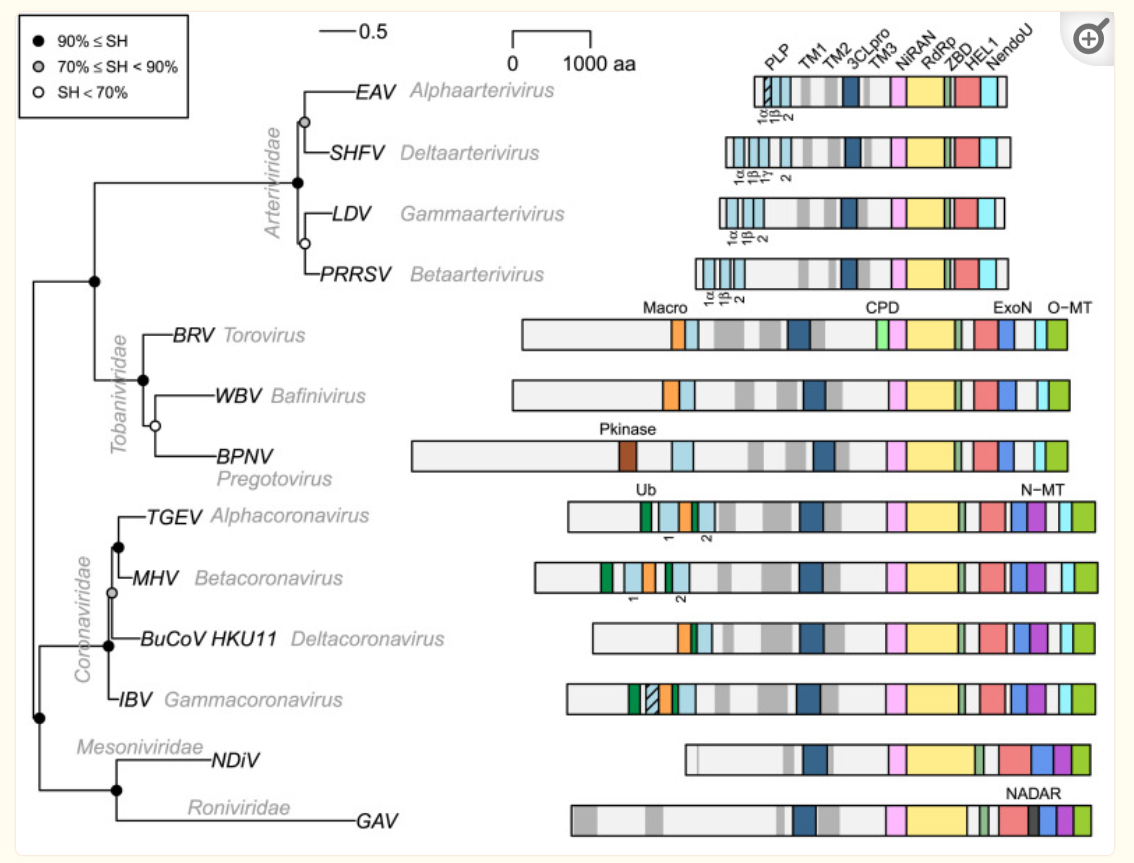 90% ≤ SH
70% ≤ SH < 90%
SH < 70%
0.5
0 1000 aa
PLP TM1 TM2 3CLpro TM3 NiRAN RdRp ZBD HEL1 NendoU
EAV Alphaarterivirus
1α 1β 2
Arteriviridae
SHFV Deltaarterivirus
1α 1β 1γ 2
LDV Gammaarterivirus
1α 1β 2
PRRSV Betaarterivirus
1α 1β 2
Macro CPD ExoN O–MT
BRV Torovirus
Tobaniviridae
WBV Bafinivirus
Pkinase
BPNV
Pregotovirus
Ub N–MT
TGEV Alphacoronavirus
1 2
Coronaviridae
MHV Betacoronavirus
1 2
BuCoV HKU11 Deltacoronavirus
IBV Gammacoronavirus
Mesoniviridae
NDiV
NADAR
Roniviridae
GAV